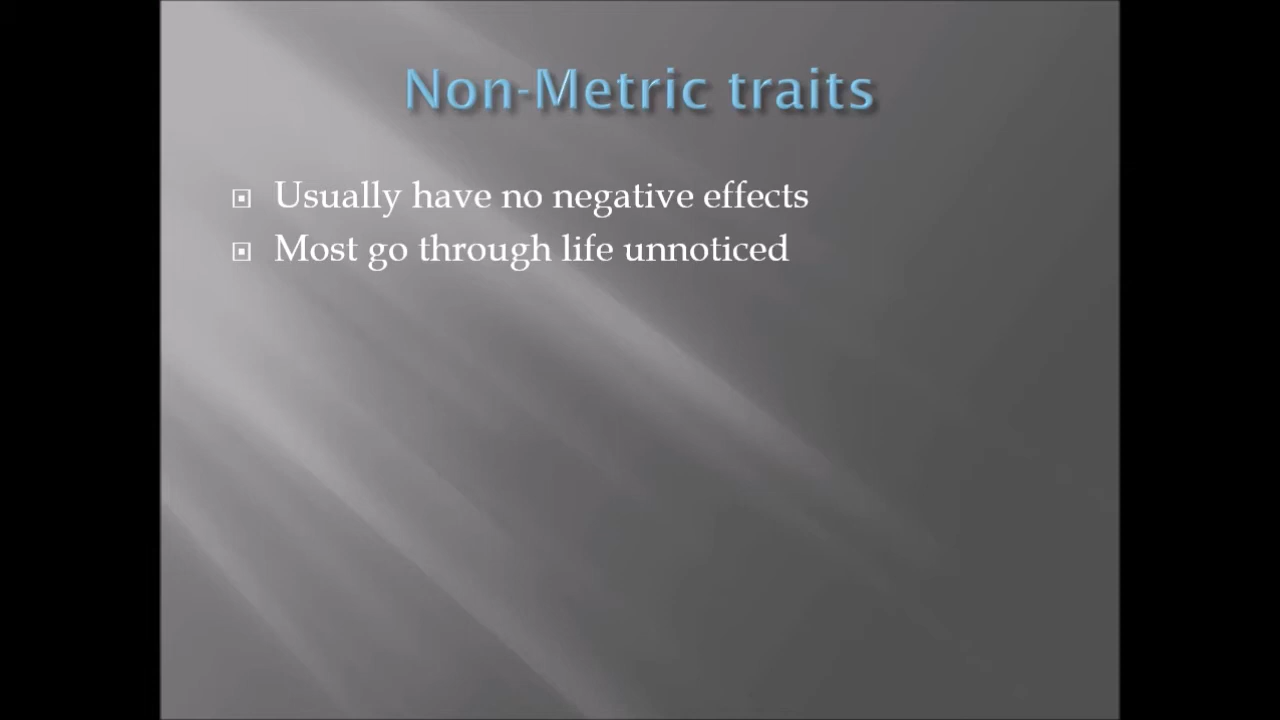 Non-Metric traits
Usually have no negative effects
Most go through life unnoticed